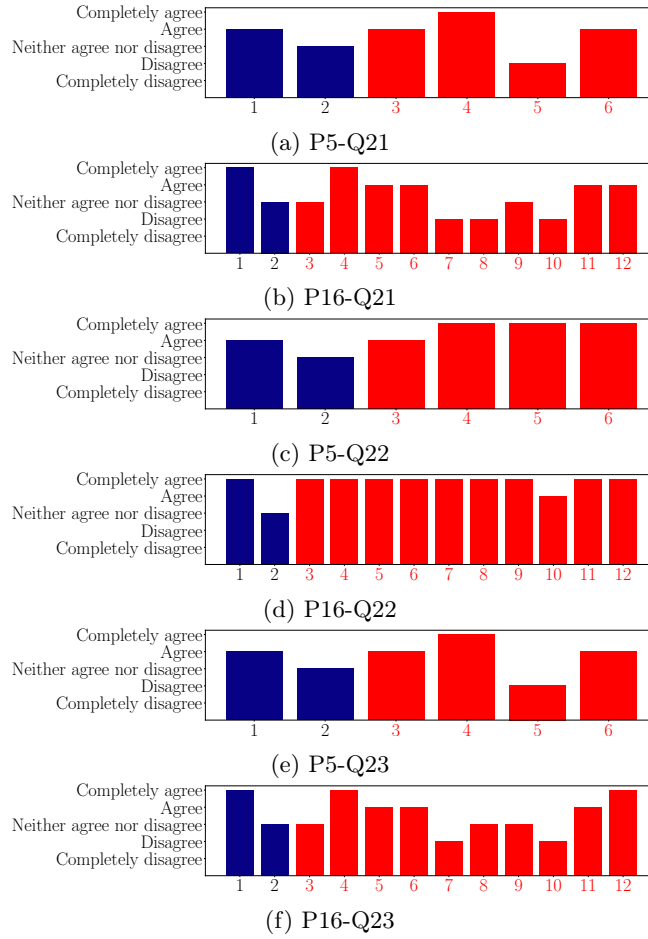 Completely agree
Agree
Neither agree nor disagree
Disagree
Completely disagree
1 2 3 4 5 6
(a) P5-Q21
Completely agree
Agree
Neither agree nor disagree
Disagree
Completely disagree
1 2 3 4 5 6 7 8 9 10 11 12
(b) P16-Q21
Completely agree
Agree
Neither agree nor disagree
Disagree
Completely disagree
1 2 3 4 5 6
(c) P5-Q22
Completely agree
Agree
Neither agree nor disagree
Disagree
Completely disagree
1 2 3 4 5 6 7 8 9 10 11 12
(d) P16-Q22
Completely agree
Agree
Neither agree nor disagree
Disagree
Completely disagree
1 2 3 4 5 6
(e) P5-Q23
Completely agree
Agree
Neither agree nor disagree
Disagree
Completely disagree
1 2 3 4 5 6 7 8 9 10 11 12
(f) P16-Q23